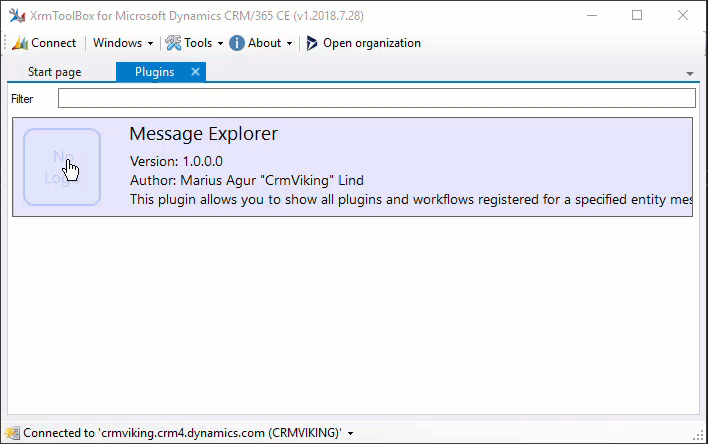 XrmToolBox for Microsoft Dynamics CRM/365 CE (v1.2018.7.28)
Connect Windows Tools About Open organization
Start page Plugins
Filter
No
Logo
Message Explorer
Version: 1.0.0.0
Author: Marius Agur "CrmViking" Lind
This plugin allows you to show all plugins and workflows registered for a specified entity mes
Connected to 'crmviking.crm4.dynamics.com (CRMVIKING)'